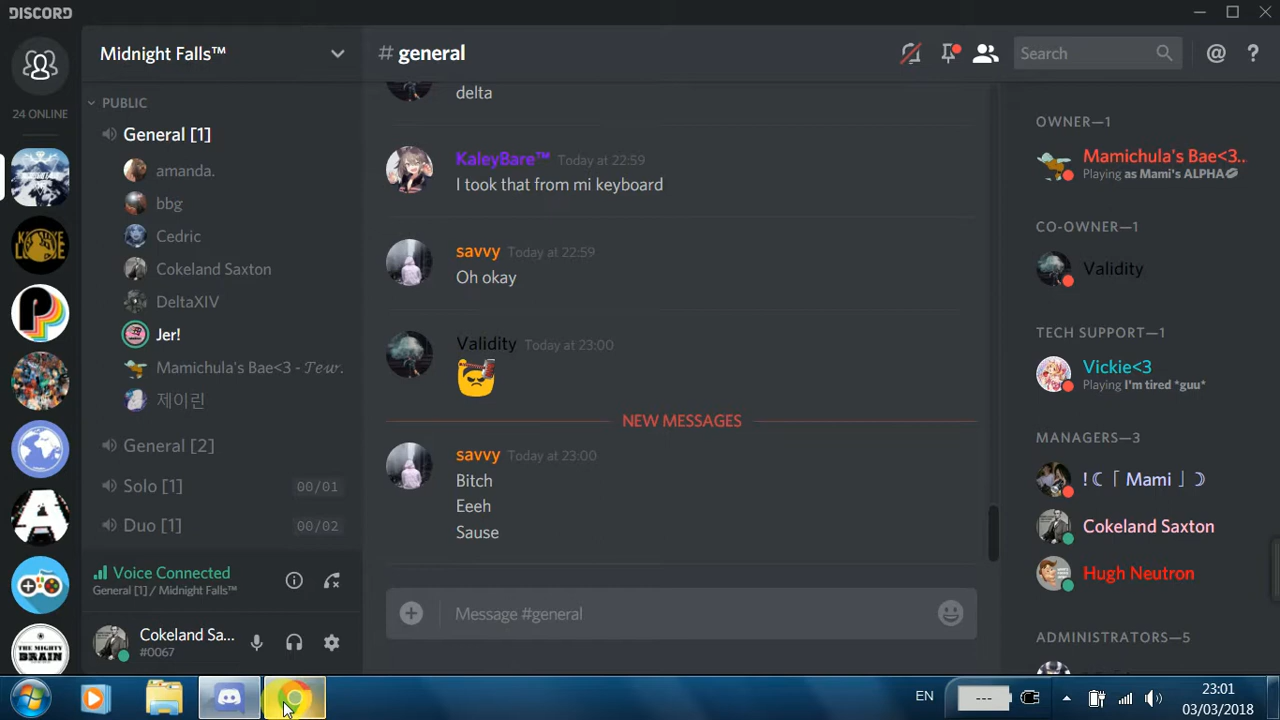 DISCORD
Midnight Falls™
# general
Search
@
?
24 ONLINE
PUBLIC
General [1]
amanda.
bbg
Cedric
Cokeland Saxton
DeltaXIV
Jer!
Mamichula's Bae<3 - 𝒯𝑒𝓊𝓇.
제이린
General [2]
Solo [1]
00/01
Duo [1]
00/02
Voice Connected
General [1] / Midnight Falls™
Cokeland Sa...
#0067
THE MIGHTY
BRAIN
delta
KaleyBare™ Today at 22:59
I took that from mi keyboard
savvy Today at 22:59
Oh okay
Validity Today at 23:00
NEW MESSAGES
savvy Today at 23:00
Bitch
Eeeh
Sause
Message #general
OWNER—1
Mamichula's Bae<3..
Playing as Mami's ALPHA
CO-OWNER—1
Validity
TECH SUPPORT—1
Vickie<3
Playing I'm tired *guu*
MANAGERS—3
!☾「 Mami 」☽
Cokeland Saxton
Hugh Neutron
ADMINISTRATORS—5
EN
---
23:01
03/03/2018